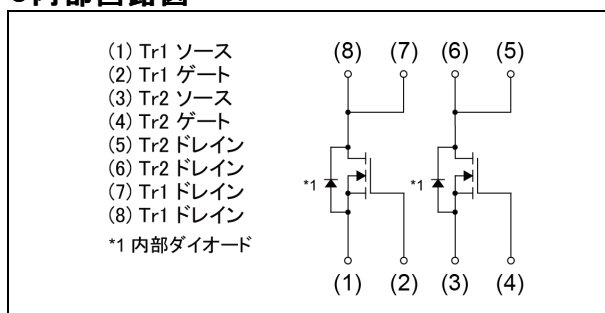 ●内部回路図
(1) Tr1 ソース
(2) Tr1 ゲート
(3) Tr2 ソース
(4) Tr2 ゲート
(5) Tr2 ドレイン
(6) Tr2 ドレイン
(7) Tr1 ドレイン
(8) Tr1 ドレイン
*1 内部ダイオード
(8) (7) (6) (5)
*1 *1
(1) (2) (3) (4)